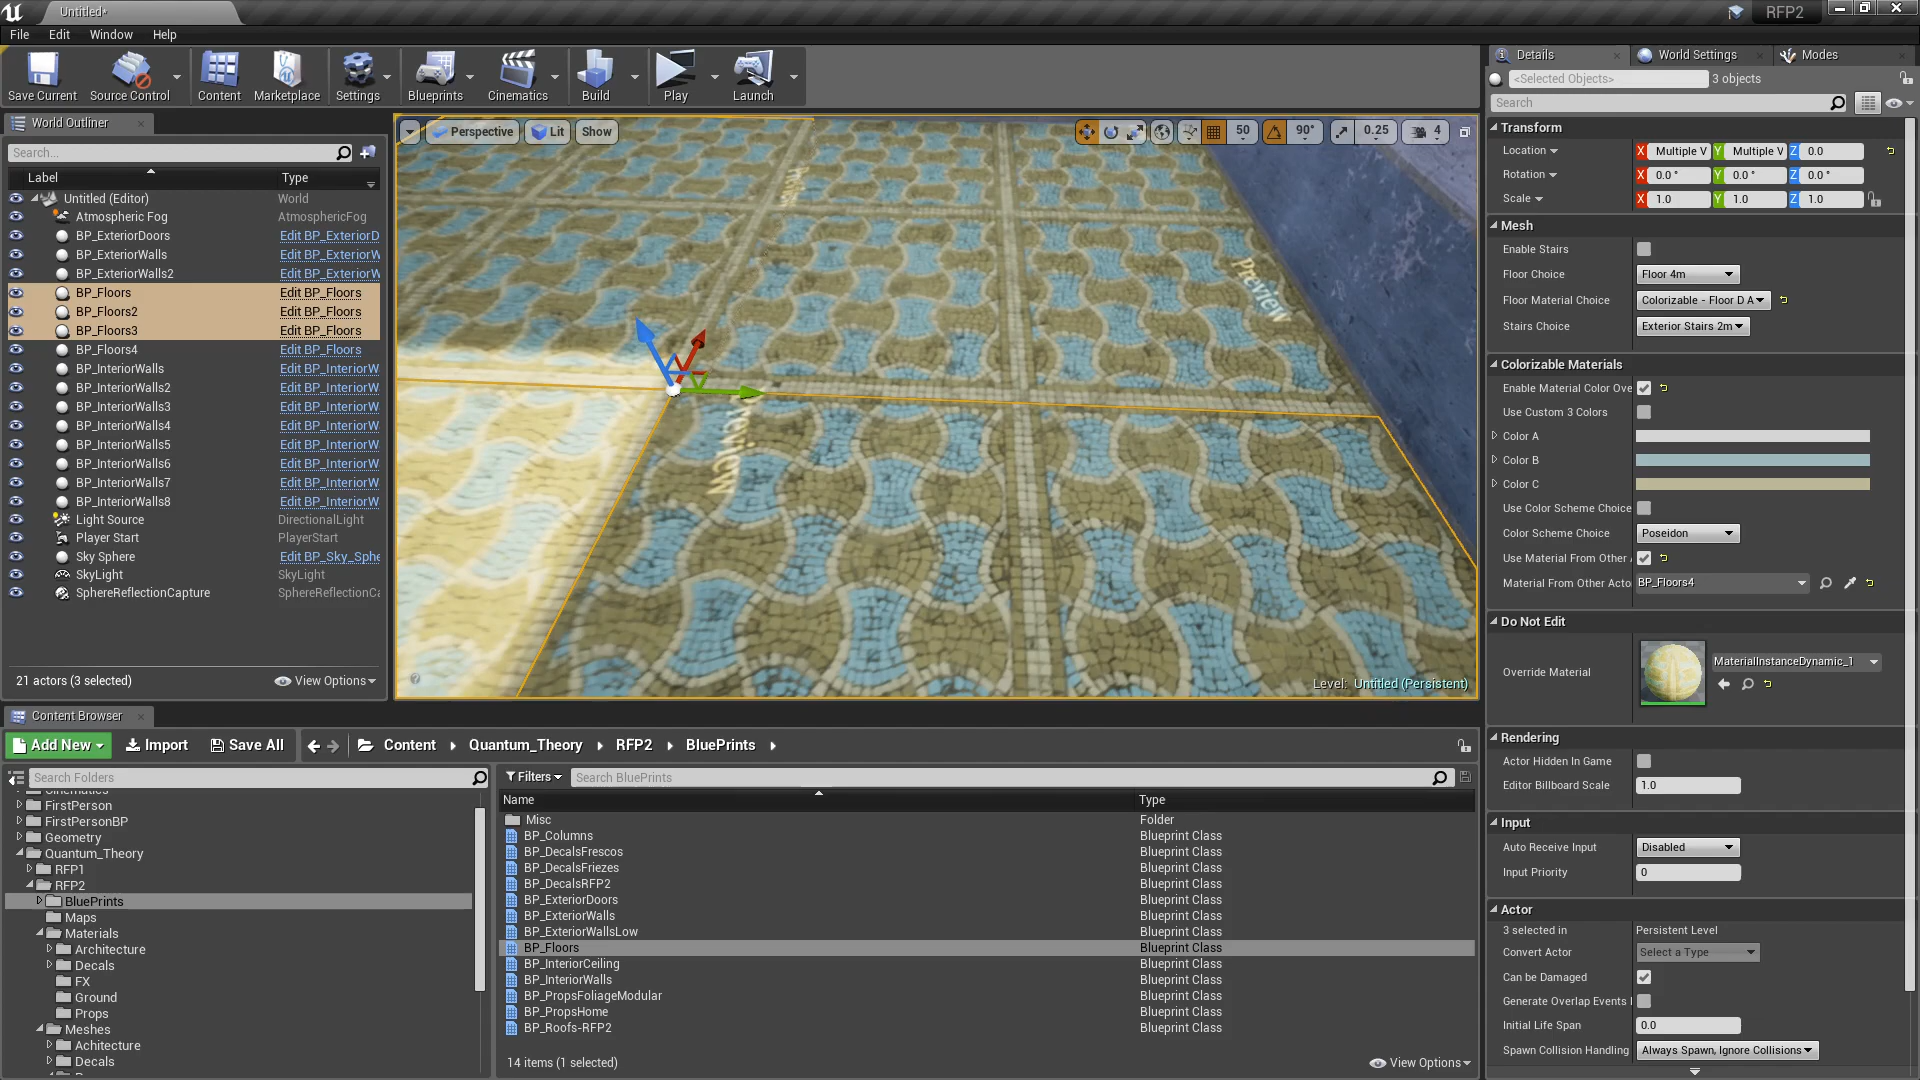 Untitled*
RFP2
File Edit Window Help
Save Current
Source Control
Content
Marketplace
Settings
Blueprints
Cinematics
Build
Play
Launch
World Outliner
Search...
Label Type
Untitled (Editor) World
Atmospheric Fog AtmosphericFog
BP_ExteriorDoors Edit BP_ExteriorD
BP_ExteriorWalls Edit BP_ExteriorW
BP_ExteriorWalls2 Edit BP_ExteriorW
BP_Floors Edit BP_Floors
BP_Floors2 Edit BP_Floors
BP_Floors3 Edit BP_Floors
BP_Floors4 Edit BP_Floors
BP_InteriorWalls Edit BP_InteriorW
BP_InteriorWalls2 Edit BP_InteriorW
BP_InteriorWalls3 Edit BP_InteriorW
BP_InteriorWalls4 Edit BP_InteriorW
BP_InteriorWalls5 Edit BP_InteriorW
BP_InteriorWalls6 Edit BP_InteriorW
BP_InteriorWalls7 Edit BP_InteriorW
BP_InteriorWalls8 Edit BP_InteriorW
Light Source DirectionalLight
Player Start PlayerStart
Sky Sphere Edit BP_Sky_Sphe
SkyLight SkyLight
SphereReflectionCapture SphereReflectionCa
21 actors (3 selected) View Options
Perspective Lit Show
50 90° 0.25 4
Preview
Level: Untitled (Persistent)
Content Browser
Add New Import Save All
Content Quantum_Theory RFP2 BluePrints
Search Folders
FirstPerson
FirstPersonBP
Geometry
Quantum_Theory
RFP1
RFP2
BluePrints
Maps
Materials
Architecture
Decals
FX
Ground
Props
Meshes
Achitecture
Decals
Filters Search BluePrints
Name Type
Misc Folder
BP_Columns Blueprint Class
BP_DecalsFrescos Blueprint Class
BP_DecalsFriezes Blueprint Class
BP_DecalsRFP2 Blueprint Class
BP_ExteriorDoors Blueprint Class
BP_ExteriorWalls Blueprint Class
BP_ExteriorWallsLow Blueprint Class
BP_Floors Blueprint Class
BP_InteriorCeiling Blueprint Class
BP_InteriorWalls Blueprint Class
BP_PropsFoliageModular Blueprint Class
BP_PropsHome Blueprint Class
BP_Roofs-RFP2 Blueprint Class
14 items (1 selected) View Options
Details World Settings Modes
<Selected Objects> 3 objects
Search
Transform
Location X Multiple V Y Multiple V Z 0.0
Rotation X 0.0 ° Y 0.0 ° Z 0.0 °
Scale X 1.0 Y 1.0 Z 1.0
Mesh
Enable Stairs
Floor Choice Floor 4m
Floor Material Choice Colorizable - Floor D A
Stairs Choice Exterior Stairs 2m
Colorizable Materials
Enable Material Color Ove
Use Custom 3 Colors
Color A
Color B
Color C
Use Color Scheme Choice
Color Scheme Choice Poseidon
Use Material From Other
Material From Other Acto BP_Floors4
Do Not Edit
Override Material MaterialInstanceDynamic_1
Rendering
Actor Hidden In Game
Editor Billboard Scale 1.0
Input
Auto Receive Input Disabled
Input Priority 0
Actor
3 selected in Persistent Level
Convert Actor Select a Type
Can be Damaged
Generate Overlap Events
Initial Life Span 0.0
Spawn Collision Handling Always Spawn, Ignore Collisions